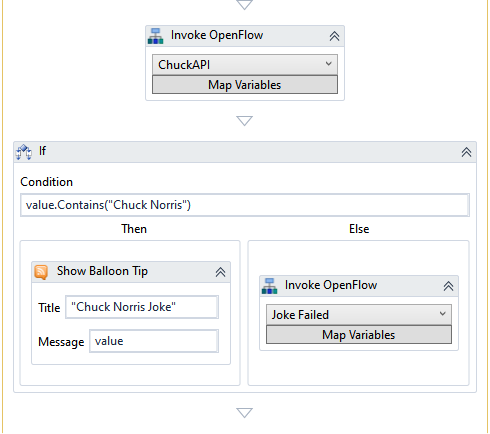 Invoke OpenFlow
ChuckAPI
Map Variables
If
Condition
value.Contains("Chuck Norris")
Then
Else
Show Balloon Tip
Title "Chuck Norris Joke"
Message value
Invoke OpenFlow
Joke Failed
Map Variables